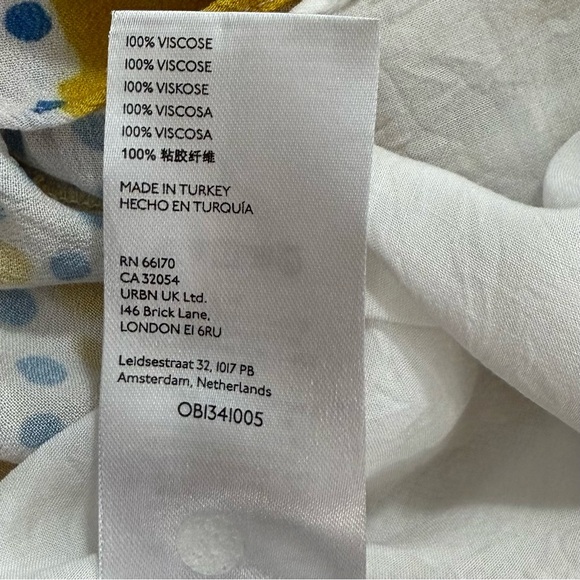 100% VISCOSE
100% VISCOSE
100% VISKOSE
100% VISCOSA
100% VISCOSA
100% 粘胶纤维
MADE IN TURKEY
HECHO EN TURQUÍA
RN 66170
CA 32054
URBN UK Ltd.
146 Brick Lane,
LONDON E1 6RU
Leidsestraat 32, 1017 PB
Amsterdam, Netherlands
OB1341005